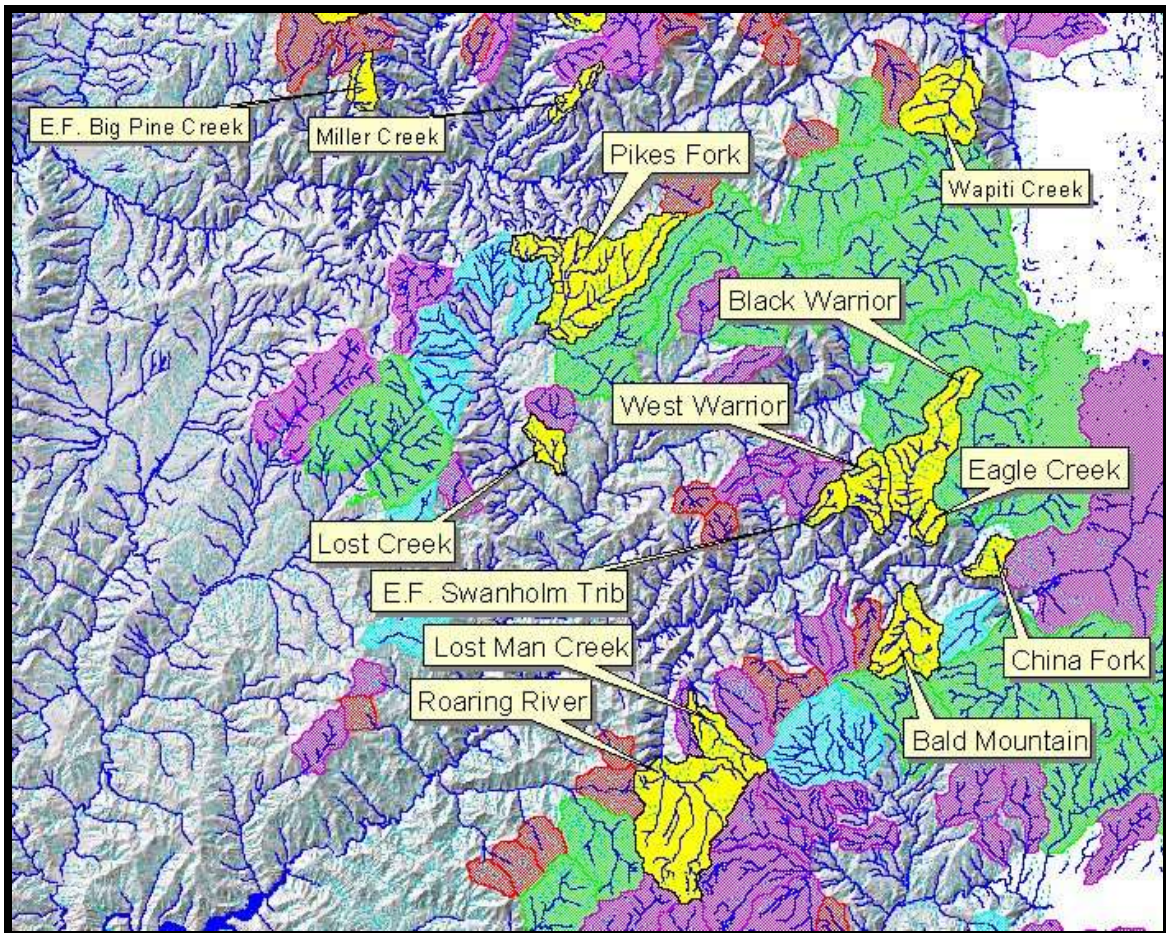 E.F. Big Pine Creek
Miller Creek
Pikes Fork
Wapiti Creek
Black Warrior
West Warrior
Eagle Creek
Lost Creek
E.F. Swanholm Trib
Lost Man Creek
China Fork
Roaring River
Bald Mountain